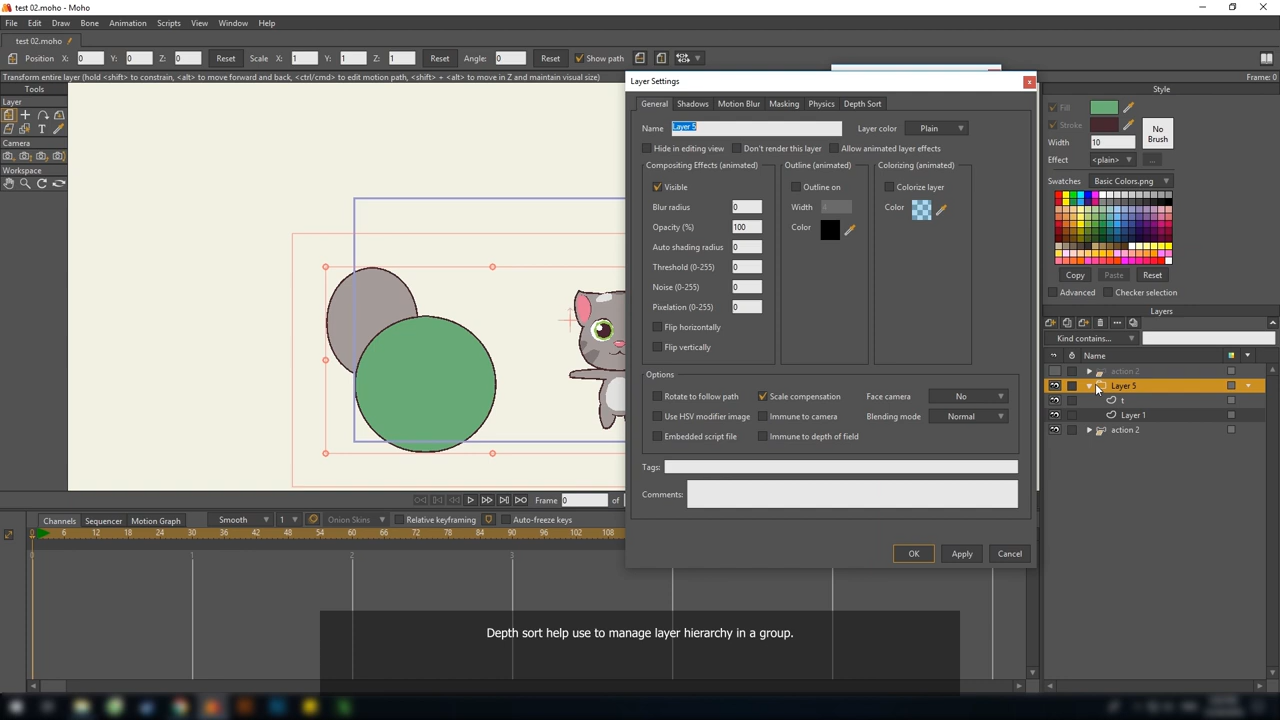 test 02.moho - Moho
File Edit Draw Bone Animation Scripts View Window Help
test 02.moho
Position X: 0 Y: 0 Z: 0 Reset Scale X: 1 Y: 1 Z: 1 Reset Angle: 0 Reset Show path
Transform entire layer (hold <shift> to constrain, <alt> to move forward and back, <ctrl/cmd> to edit motion path, <shift> + <alt> to move in Z and maintain visual size)
Frame: 0
Tools
Layer
Camera
Workspace
Layer Settings
General Shadows Motion Blur Masking Physics Depth Sort
Name Layer 5 Layer color Plain
Hide in editing view Don't render this layer Allow animated layer effects
Compositing Effects (animated) Outline (animated) Colorizing (animated)
Visible Outline on Colorize layer
Blur radius 0 Width 4 Color
Opacity (%) 100 Color
Auto shading radius 0
Threshold (0-255) 0
Noise (0-255) 0
Pixelation (0-255) 0
Flip horizontally
Flip vertically
Options
Rotate to follow path Scale compensation Face camera No
Use HSV modifier image Immune to camera Blending mode Normal
Embedded script file Immune to depth of field
Tags:
Comments:
OK Apply Cancel
Style
Fill
Stroke
No
Brush
Width 10
Effect <plain> ...
Swatches Basic Colors.png
Copy Paste Reset
Advanced Checker selection
Layers
Kind contains...
Name
action 2
Layer 5
t
Layer 1
action 2
Frame 0 of
Channels Sequencer Motion Graph Smooth 1 Onion Skins Relative keyframing Auto-freeze keys
0 6 12 18 24 30 36 42 48 54 60 66 72 78 84 90 96 102 108
0 1 2 3
Depth sort help use to manage layer hierarchy in a group.